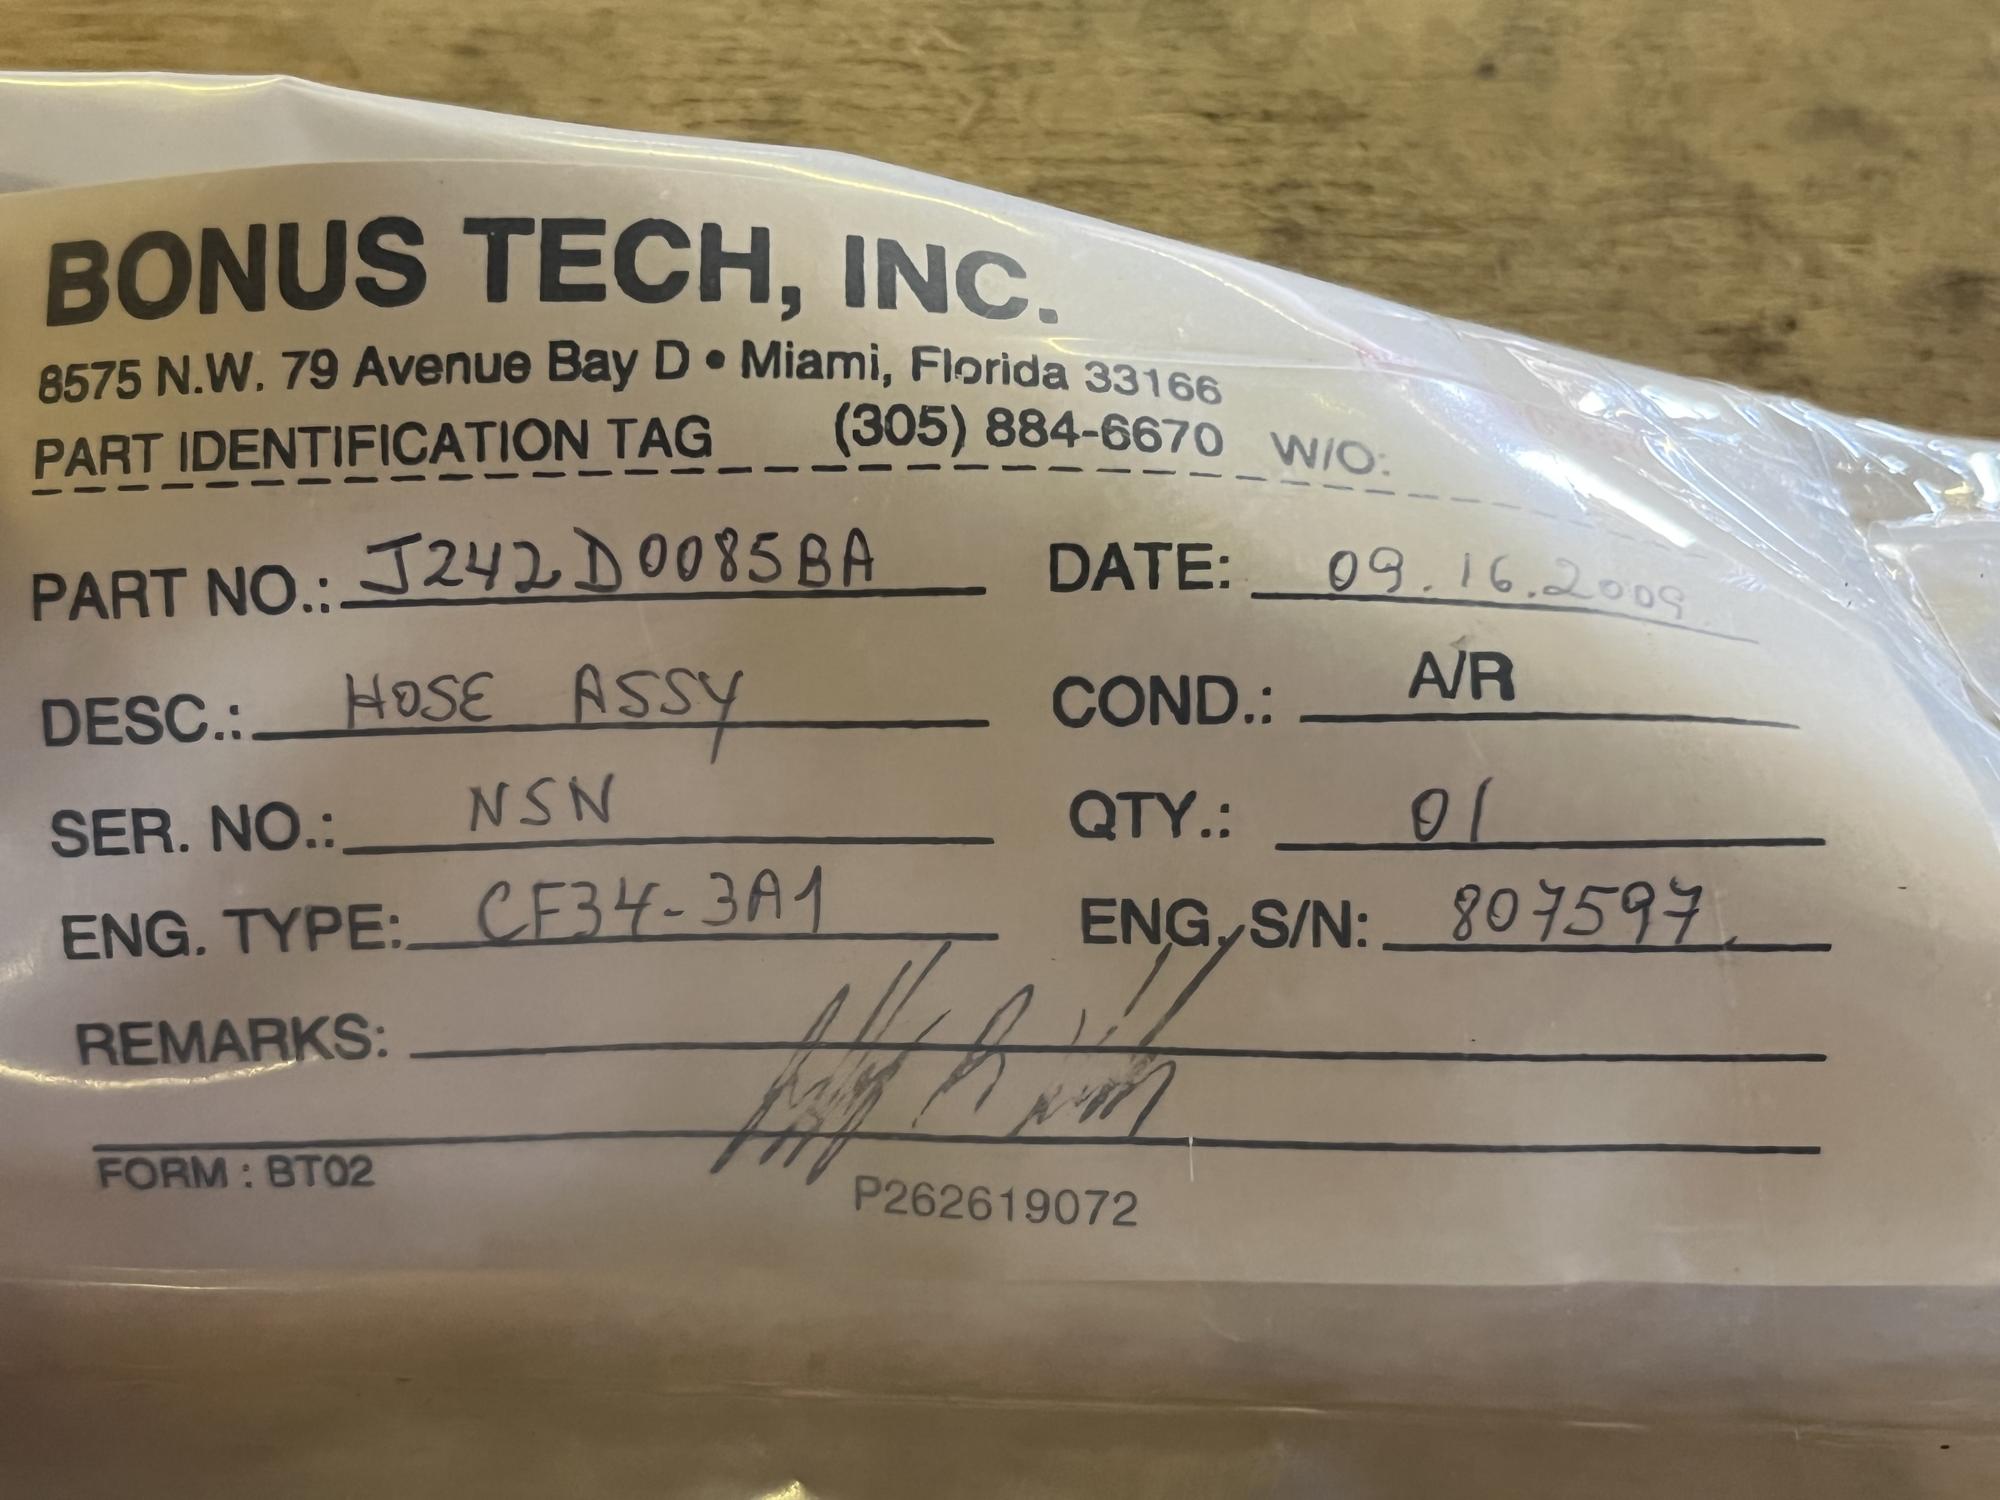 BONUS TECH, INC.
8575 N.W. 79 Avenue Bay D • Miami, Florida 33166
PART IDENTIFICATION TAG (305) 884-6670 W/O:
PART NO.: J242D0085BA DATE: 09.16.2009
DESC.: HOSE ASSY COND.: A/R
SER. NO.: NSN QTY.: 01
ENG. TYPE: CF34-3A1 ENG. S/N: 807597
REMARKS:
FORM : BT02
P262619072